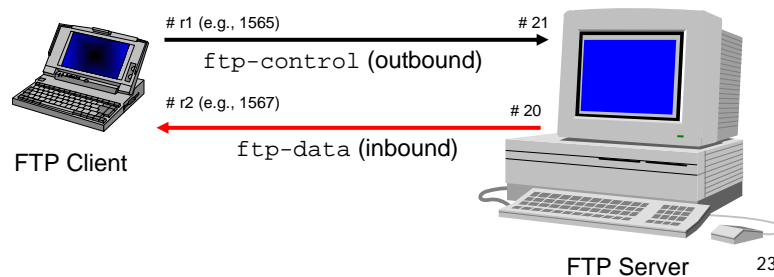 # r1 (e.g., 1565) # 21
ftp-control (outbound)
# r2 (e.g., 1567) # 20
ftp-data (inbound)
FTP Client
FTP Server 23